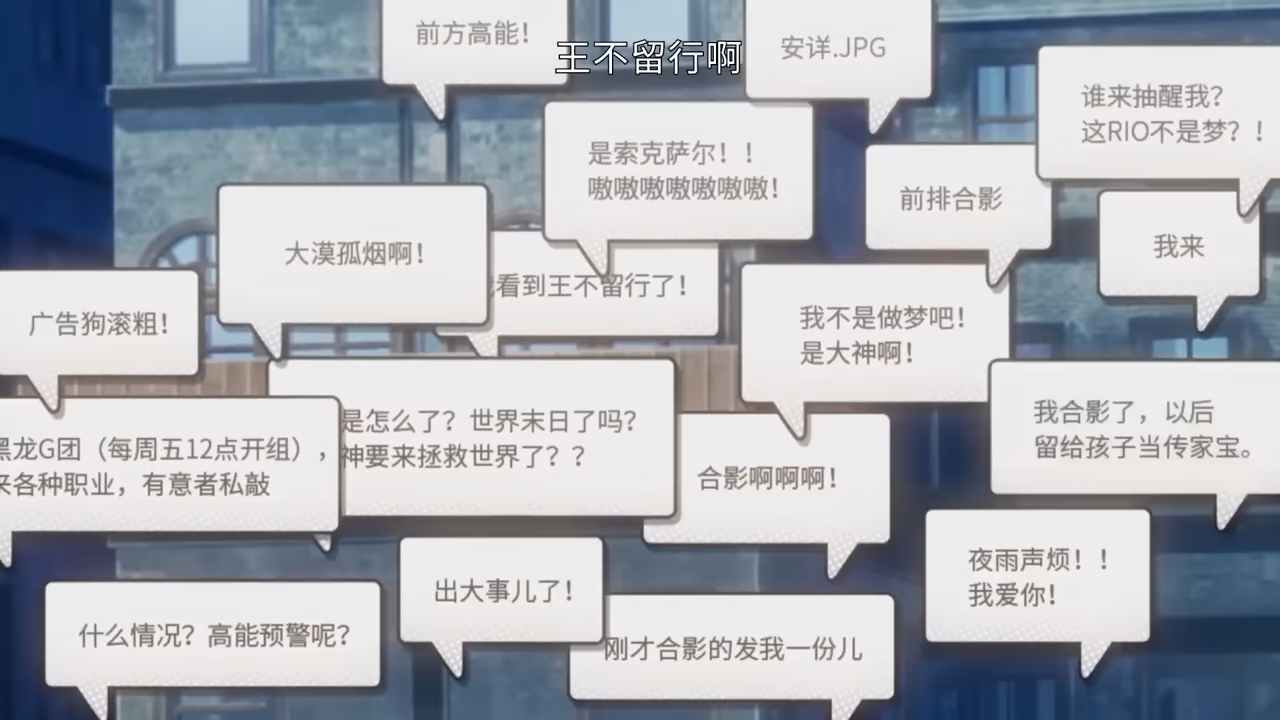 前方高能！
王不留行啊
安详.JPG
谁来抽醒我？
这RIO不是梦？！
是索克萨尔！！
嗷嗷嗷嗷嗷嗷嗷！
前排合影
大漠孤烟啊！
看到王不留行了！
我来
广告狗滚粗！
我不是做梦吧！
是大神啊！
是怎么了？世界末日了吗？
神要来拯救世界了？？
我合影了，以后
留给孩子当传家宝。
黑龙G团（每周五12点开组），
来各种职业，有意者私敲
合影啊啊啊！
夜雨声烦！！
我爱你！
出大事儿了！
什么情况？高能预警呢？
刚才合影的发我一份儿